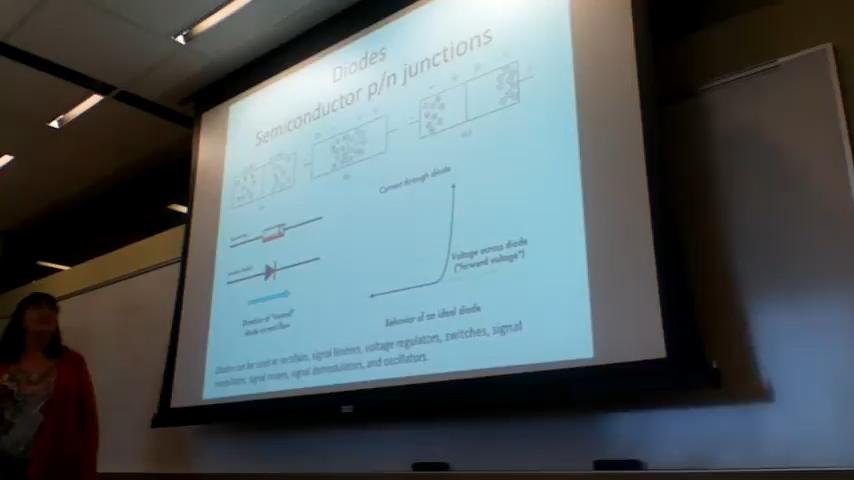 Diodes
Semiconductor p/n junctions
Current through diode
Voltage across diode
("forward voltage")
Direction of "normal"
diode current flow
Behavior of an ideal diode
Diodes can be used as rectifiers, signal limiters, voltage regulators, switches, signal
modulators, signal mixers, signal demodulators, and oscillators.